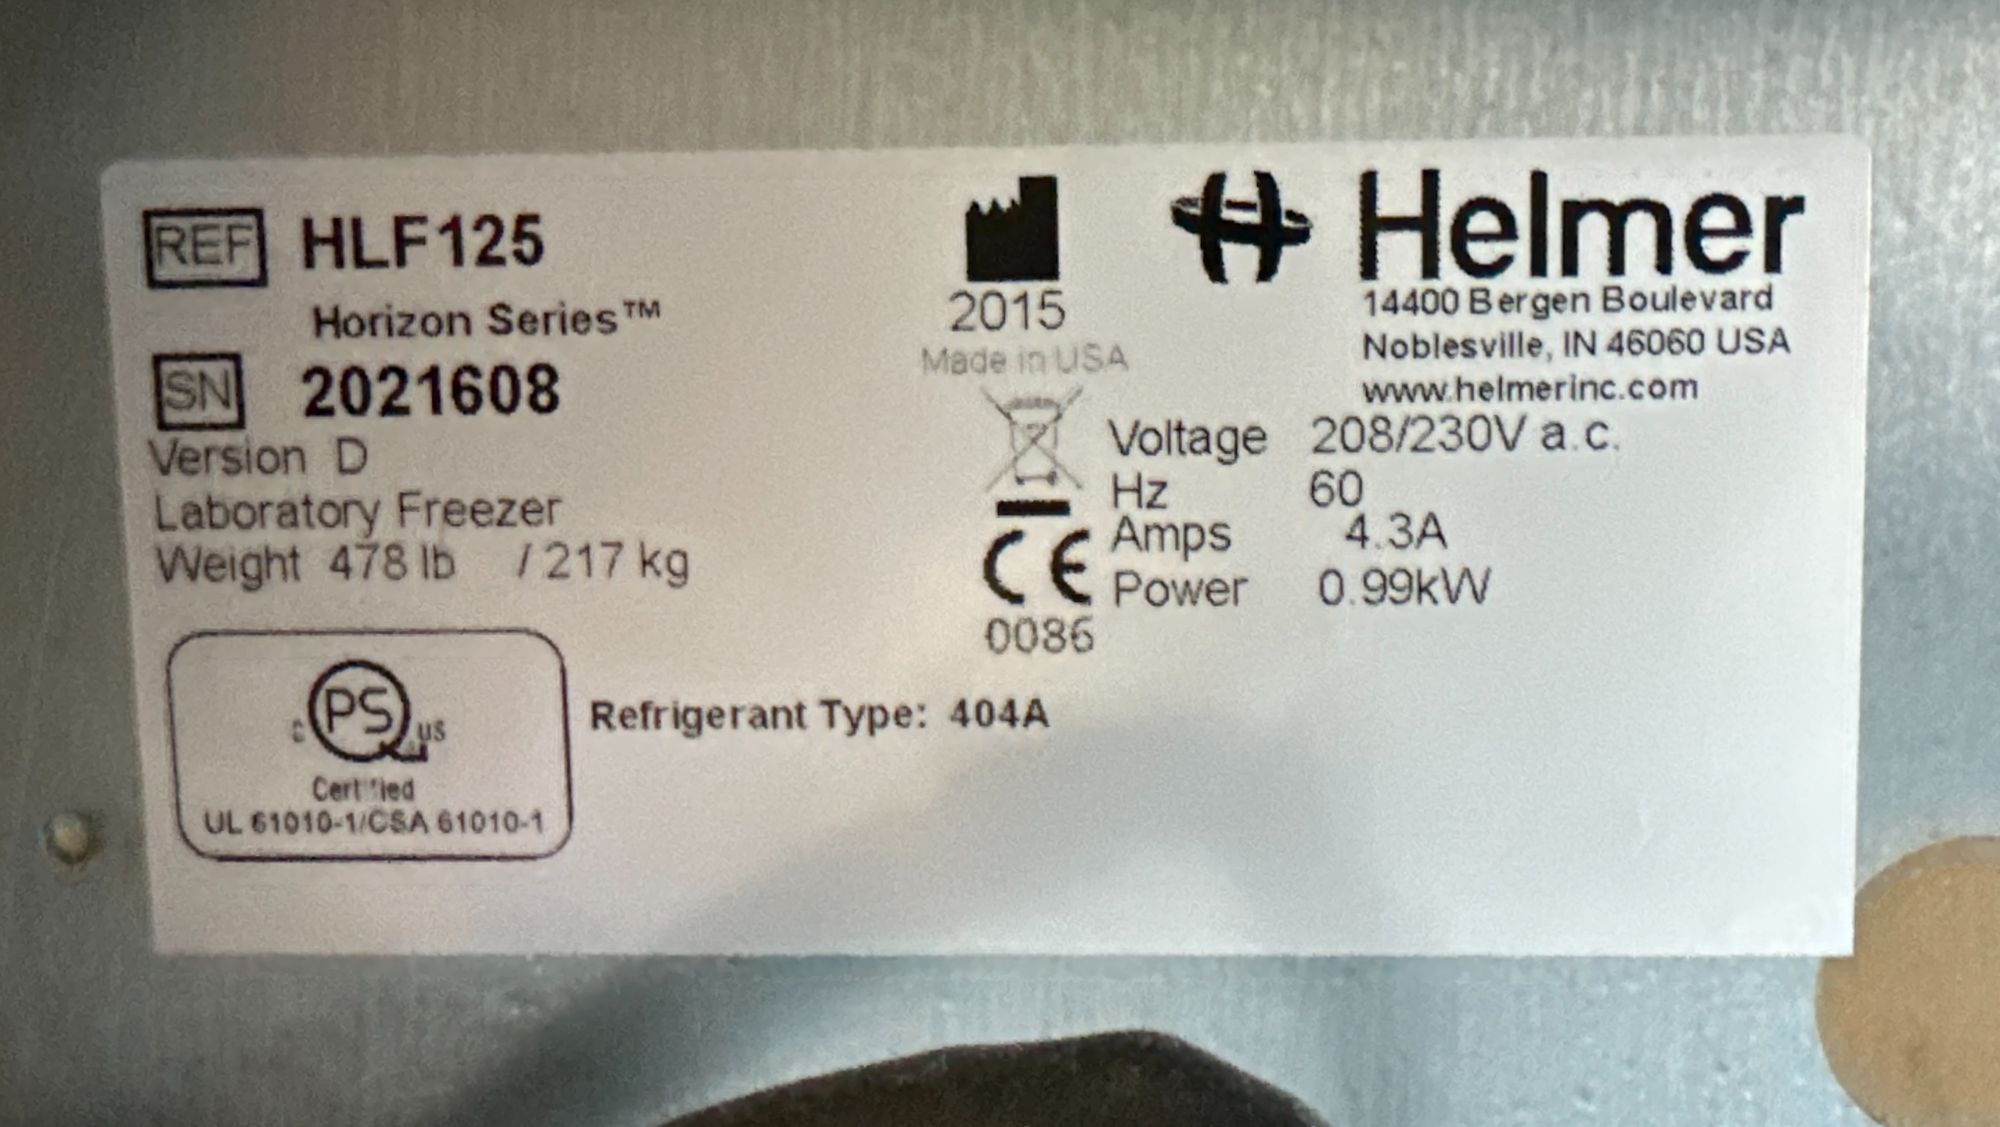 REF HLF125
Horizon Series™
SN 2021608
Version D
Laboratory Freezer
Weight 478 lb / 217 kg
2015
Made in USA
Helmer
14400 Bergen Boulevard
Noblesville, IN 46060 USA
www.helmerinc.com
Voltage 208/230V a.c.
Hz 60
Amps 4.3A
Power 0.99kW
CE
0086
c PS us
Certified
UL 61010-1/CSA 61010-1
Refrigerant Type: 404A